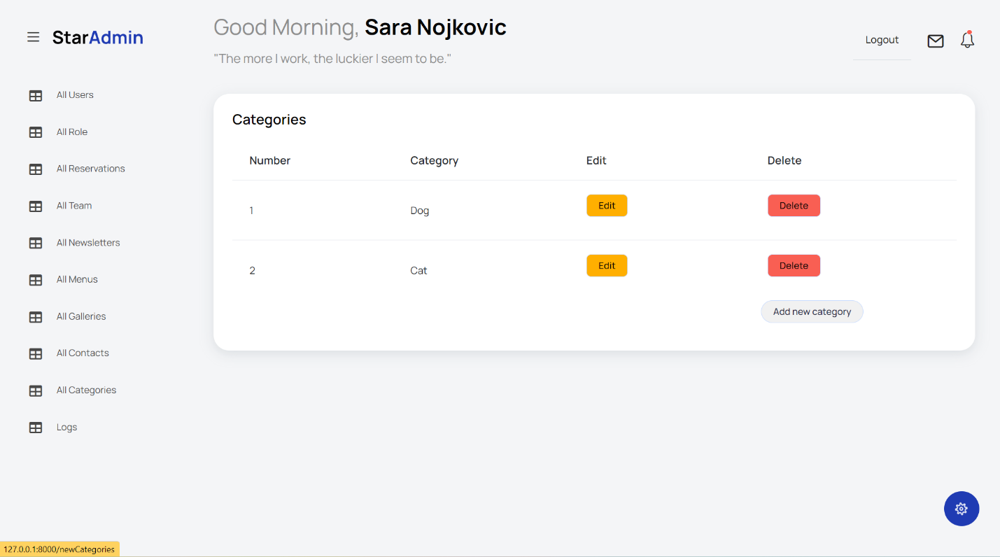 StarAdmin
Good Morning, Sara Nojkovic
"The more I work, the luckier I seem to be."
Logout
All Users
All Role
All Reservations
All Team
All Newsletters
All Menus
All Galleries
All Contacts
All Categories
Logs
Categories
Number Category Edit Delete
1 Dog Edit Delete
2 Cat Edit Delete
Add new category
127.0.0.1:8000/newCategories